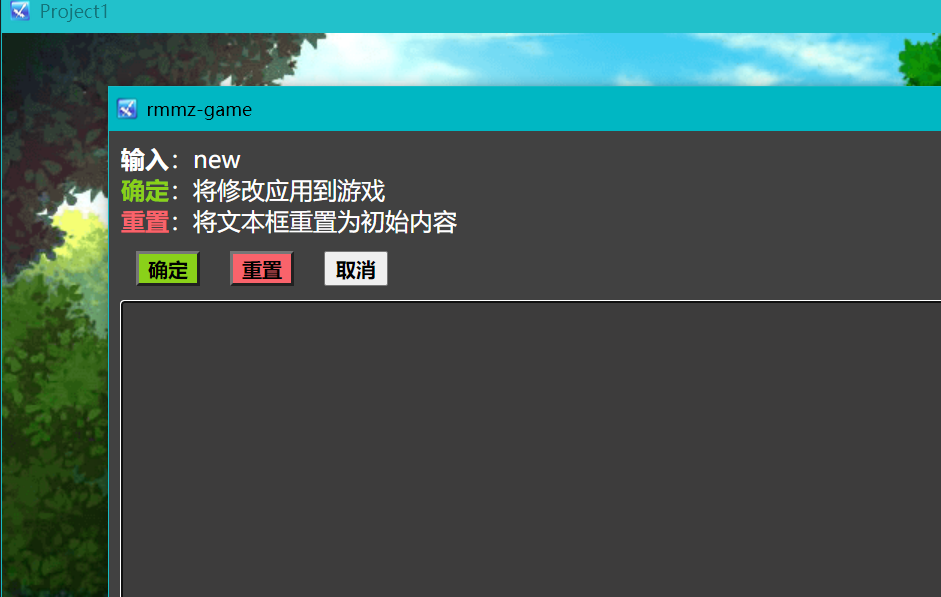 Project1
rmmz-game
输入：new
确定：将修改应用到游戏
重置：将文本框重置为初始内容
确定 重置 取消